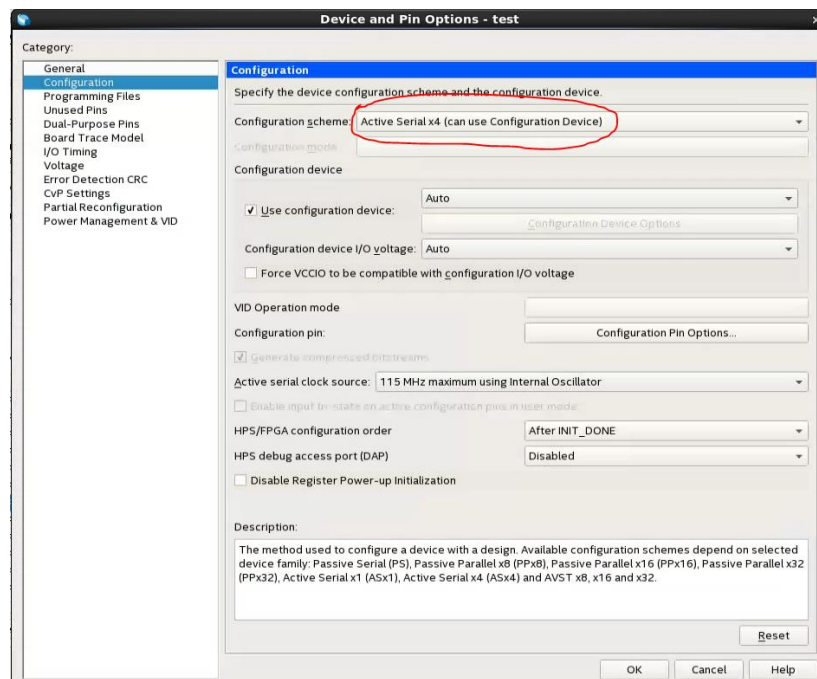 Device and Pin Options - test
Category:
General
Configuration
Programming Files
Unused Pins
Dual-Purpose Pins
Board Trace Model
I/O Timing
Voltage
Error Detection CRC
CvP Settings
Partial Reconfiguration
Power Management & VID
Configuration
Specify the device configuration scheme and the configuration device.
Configuration scheme: Active Serial x4 (can use Configuration Device)
Configuration mode
Configuration device
Use configuration device: Auto
Configuration Device Options
Configuration device I/O voltage: Auto
Force VCCIO to be compatible with configuration I/O voltage
VID Operation mode
Configuration pin: Configuration Pin Options...
Generate compressed bitstreams
Active serial clock source: 115 MHz maximum using Internal Oscillator
Enable input tri-state on active configuration pins in user mode
HPS/FPGA configuration order After INIT_DONE
HPS debug access port (DAP) Disabled
Disable Register Power-up Initialization
Description:
The method used to configure a device with a design. Available configuration schemes depend on selected
device family: Passive Serial (PS), Passive Parallel x8 (PPx8), Passive Parallel x16 (PPx16), Passive Parallel x32
(PPx32), Active Serial x1 (ASx1), Active Serial x4 (ASx4) and AVST x8, x16 and x32.
Reset
OK Cancel Help